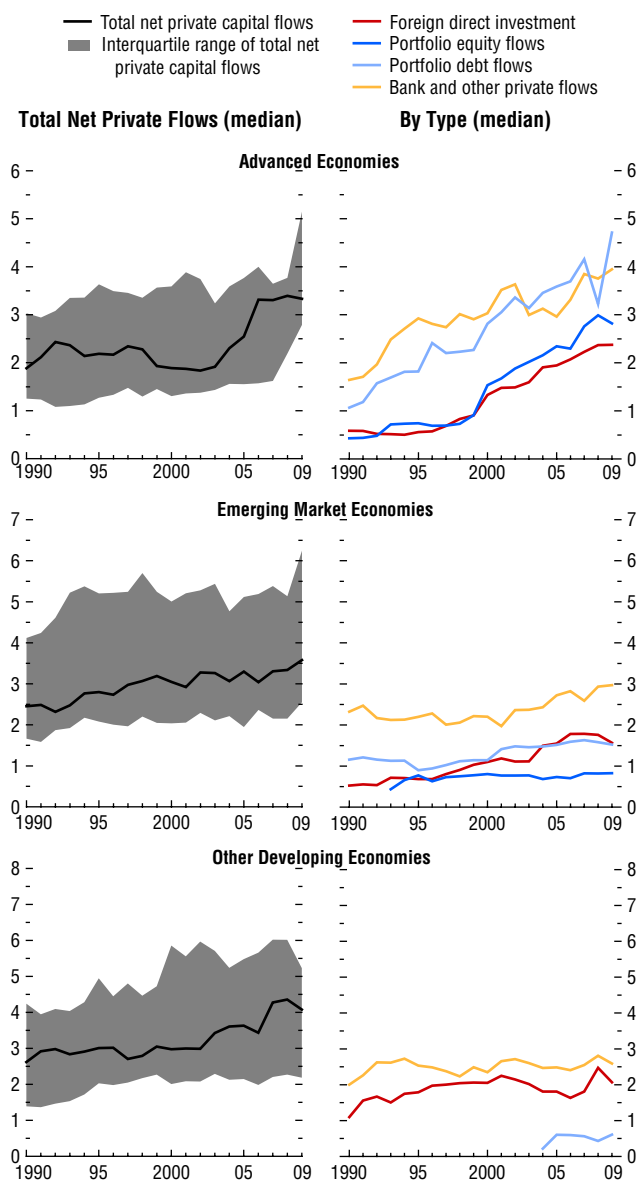 Total net private capital flows
Interquartile range of total net
private capital flows
Foreign direct investment
Portfolio equity flows
Portfolio debt flows
Bank and other private flows
Total Net Private Flows (median)
By Type (median)
Advanced Economies
6
5
4
3
2
1
0
1990 95 2000 05 09
6
5
4
3
2
1
0
1990 95 2000 05 09
Emerging Market Economies
7
6
5
4
3
2
1
0
1990 95 2000 05 09
7
6
5
4
3
2
1
0
1990 95 2000 05 09
Other Developing Economies
8
7
6
5
4
3
2
1
0
1990 95 2000 05 09
8
7
6
5
4
3
2
1
0
1990 95 2000 05 09